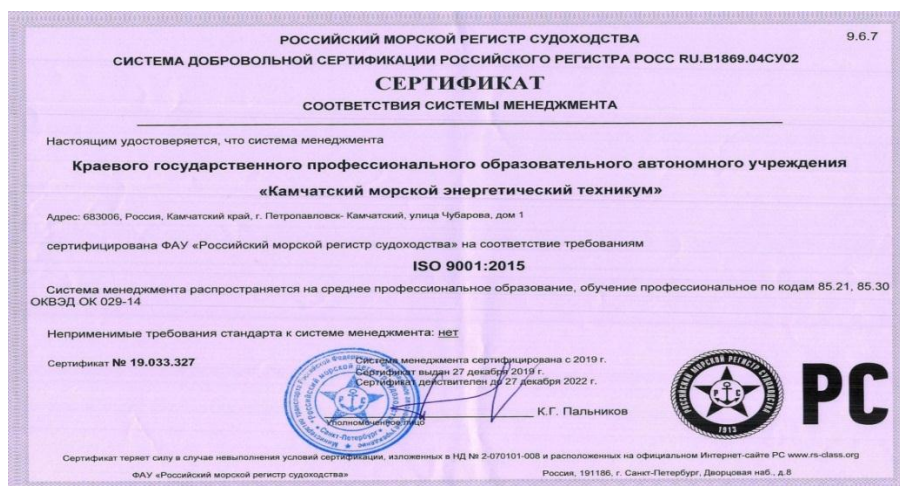 РОССИЙСКИЙ МОРСКОЙ РЕГИСТР СУДОХОДСТВА
9.6.7
СИСТЕМА ДОБРОВОЛЬНОЙ СЕРТИФИКАЦИИ РОССИЙСКОГО РЕГИСТРА РОСС RU.В1869.04СУ02
СЕРТИФИКАТ
СООТВЕТСТВИЯ СИСТЕМЫ МЕНЕДЖМЕНТА
Настоящим удостоверяется, что система менеджмента
Краевого государственного профессионального образовательного автономного учреждения
«Камчатский морской энергетический техникум»
Адрес: 683006, Россия, Камчатский край, г. Петропавловск- Камчатский, улица Чубарова, дом 1
сертифицирована ФАУ «Российский морской регистр судоходства» на соответствие требованиям
ISO 9001:2015
Система менеджмента распространяется на среднее профессиональное образование, обучение профессиональное по кодам 85.21, 85.30
ОКВЭД ОК 029-14
Неприменимые требования стандарта к системе менеджмента: нет
Сертификат № 19.033.327
Система менеджмента сертифицирована с 2019 г.
Сертификат выдан 27 декабря 2019 г.
Сертификат действителен до 27 декабря 2022 г.
Уполномоченное лицо
К.Г. Пальников
РОССИЙСКИЙ МОРСКОЙ РЕГИСТР СУДОХОДСТВА
Р С
1913
РС
Сертификат теряет силу в случае невыполнения условий сертификации, изложенных в НД № 2-070101-008 и расположенных на официальном Интернет-сайте РС www.rs-class.org
ФАУ «Российский морской регистр судоходства»
Россия, 191186, г. Санкт-Петербург, Дворцовая наб., д.8